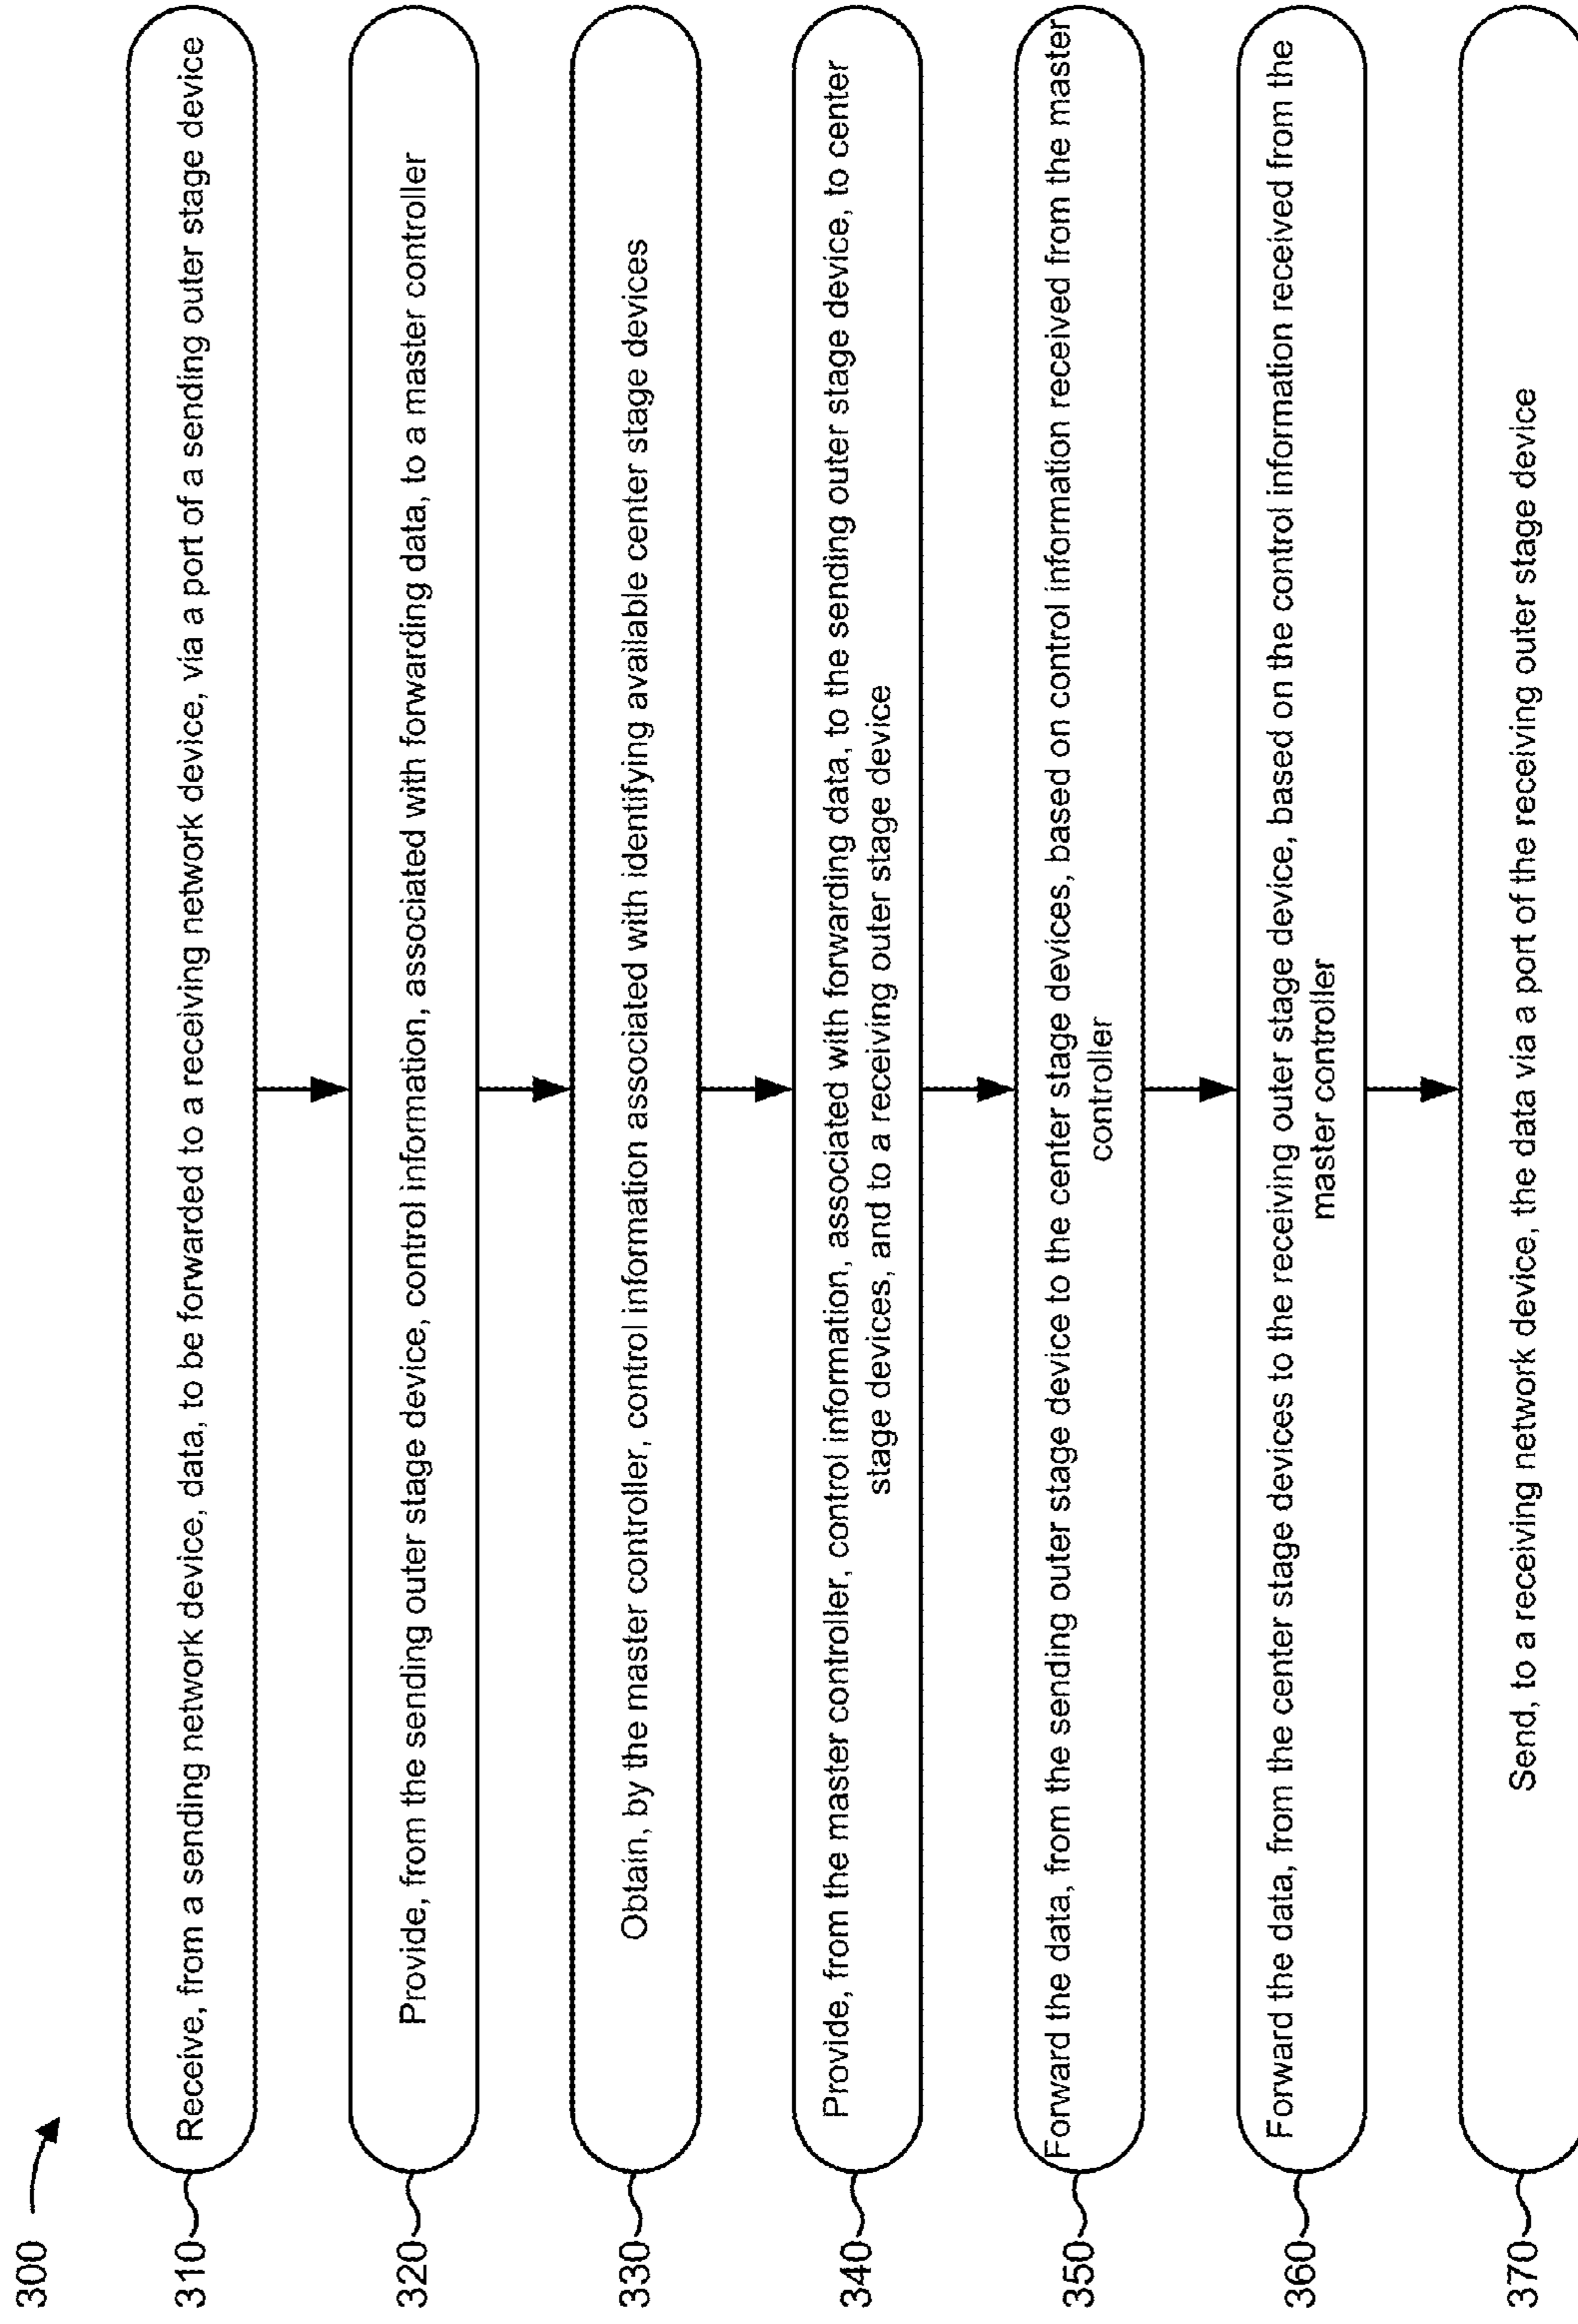 300
310
Receive, from a sending network device, data, to be forwarded to a receiving network device, via a port of a sending outer stage device
320
Provide, from the sending outer stage device, control information, associated with forwarding data, to a master controller
330
Obtain, by the master controller, control information associated with identifying available center stage devices
340
Provide, from the master controller, control information, associated with forwarding data, to the sending outer stage device, to center
stage devices, and to a receiving outer stage device
350
Forward the data, from the sending outer stage device to the center stage devices, based on control information received from the master
controller
360
Forward the data, from the center stage devices to the receiving outer stage device, based on the control information received from the
master controller
370
Send, to a receiving network device, the data via a port of the receiving outer stage device